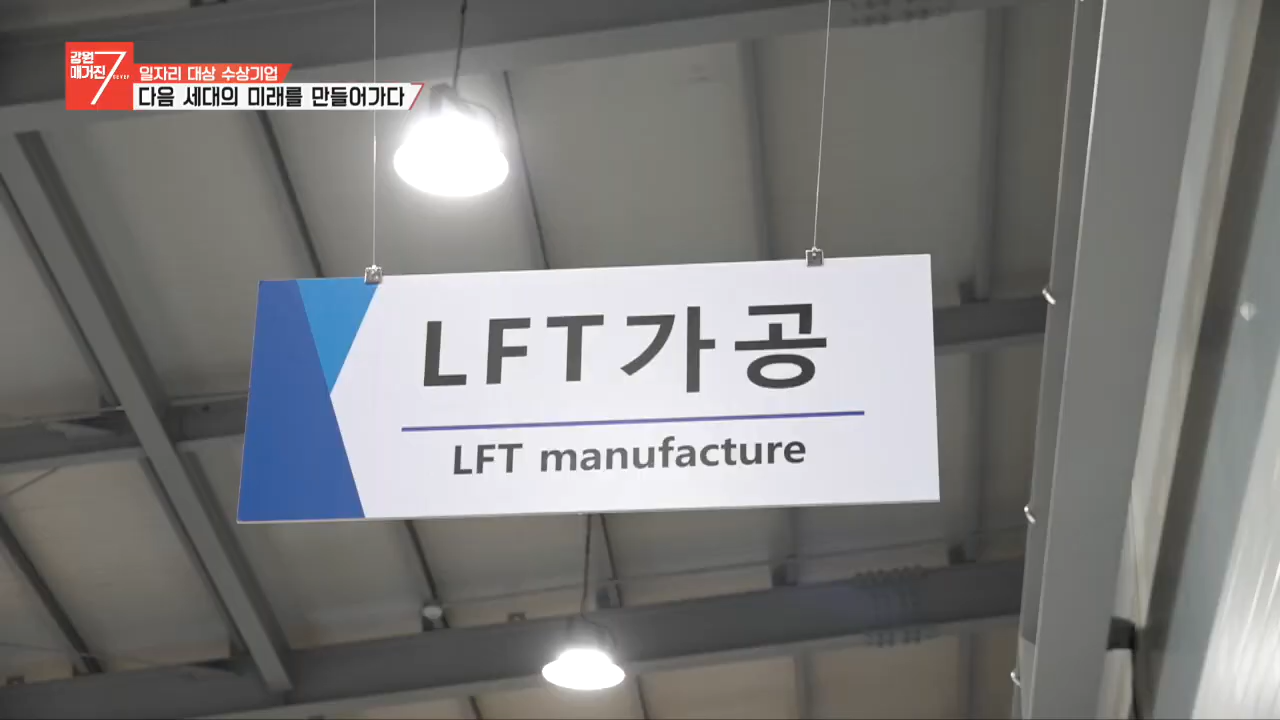 강원
매거진7
일자리 대상 수상기업
다음 세대의 미래를 만들어가다
LFT가공
LFT manufacture